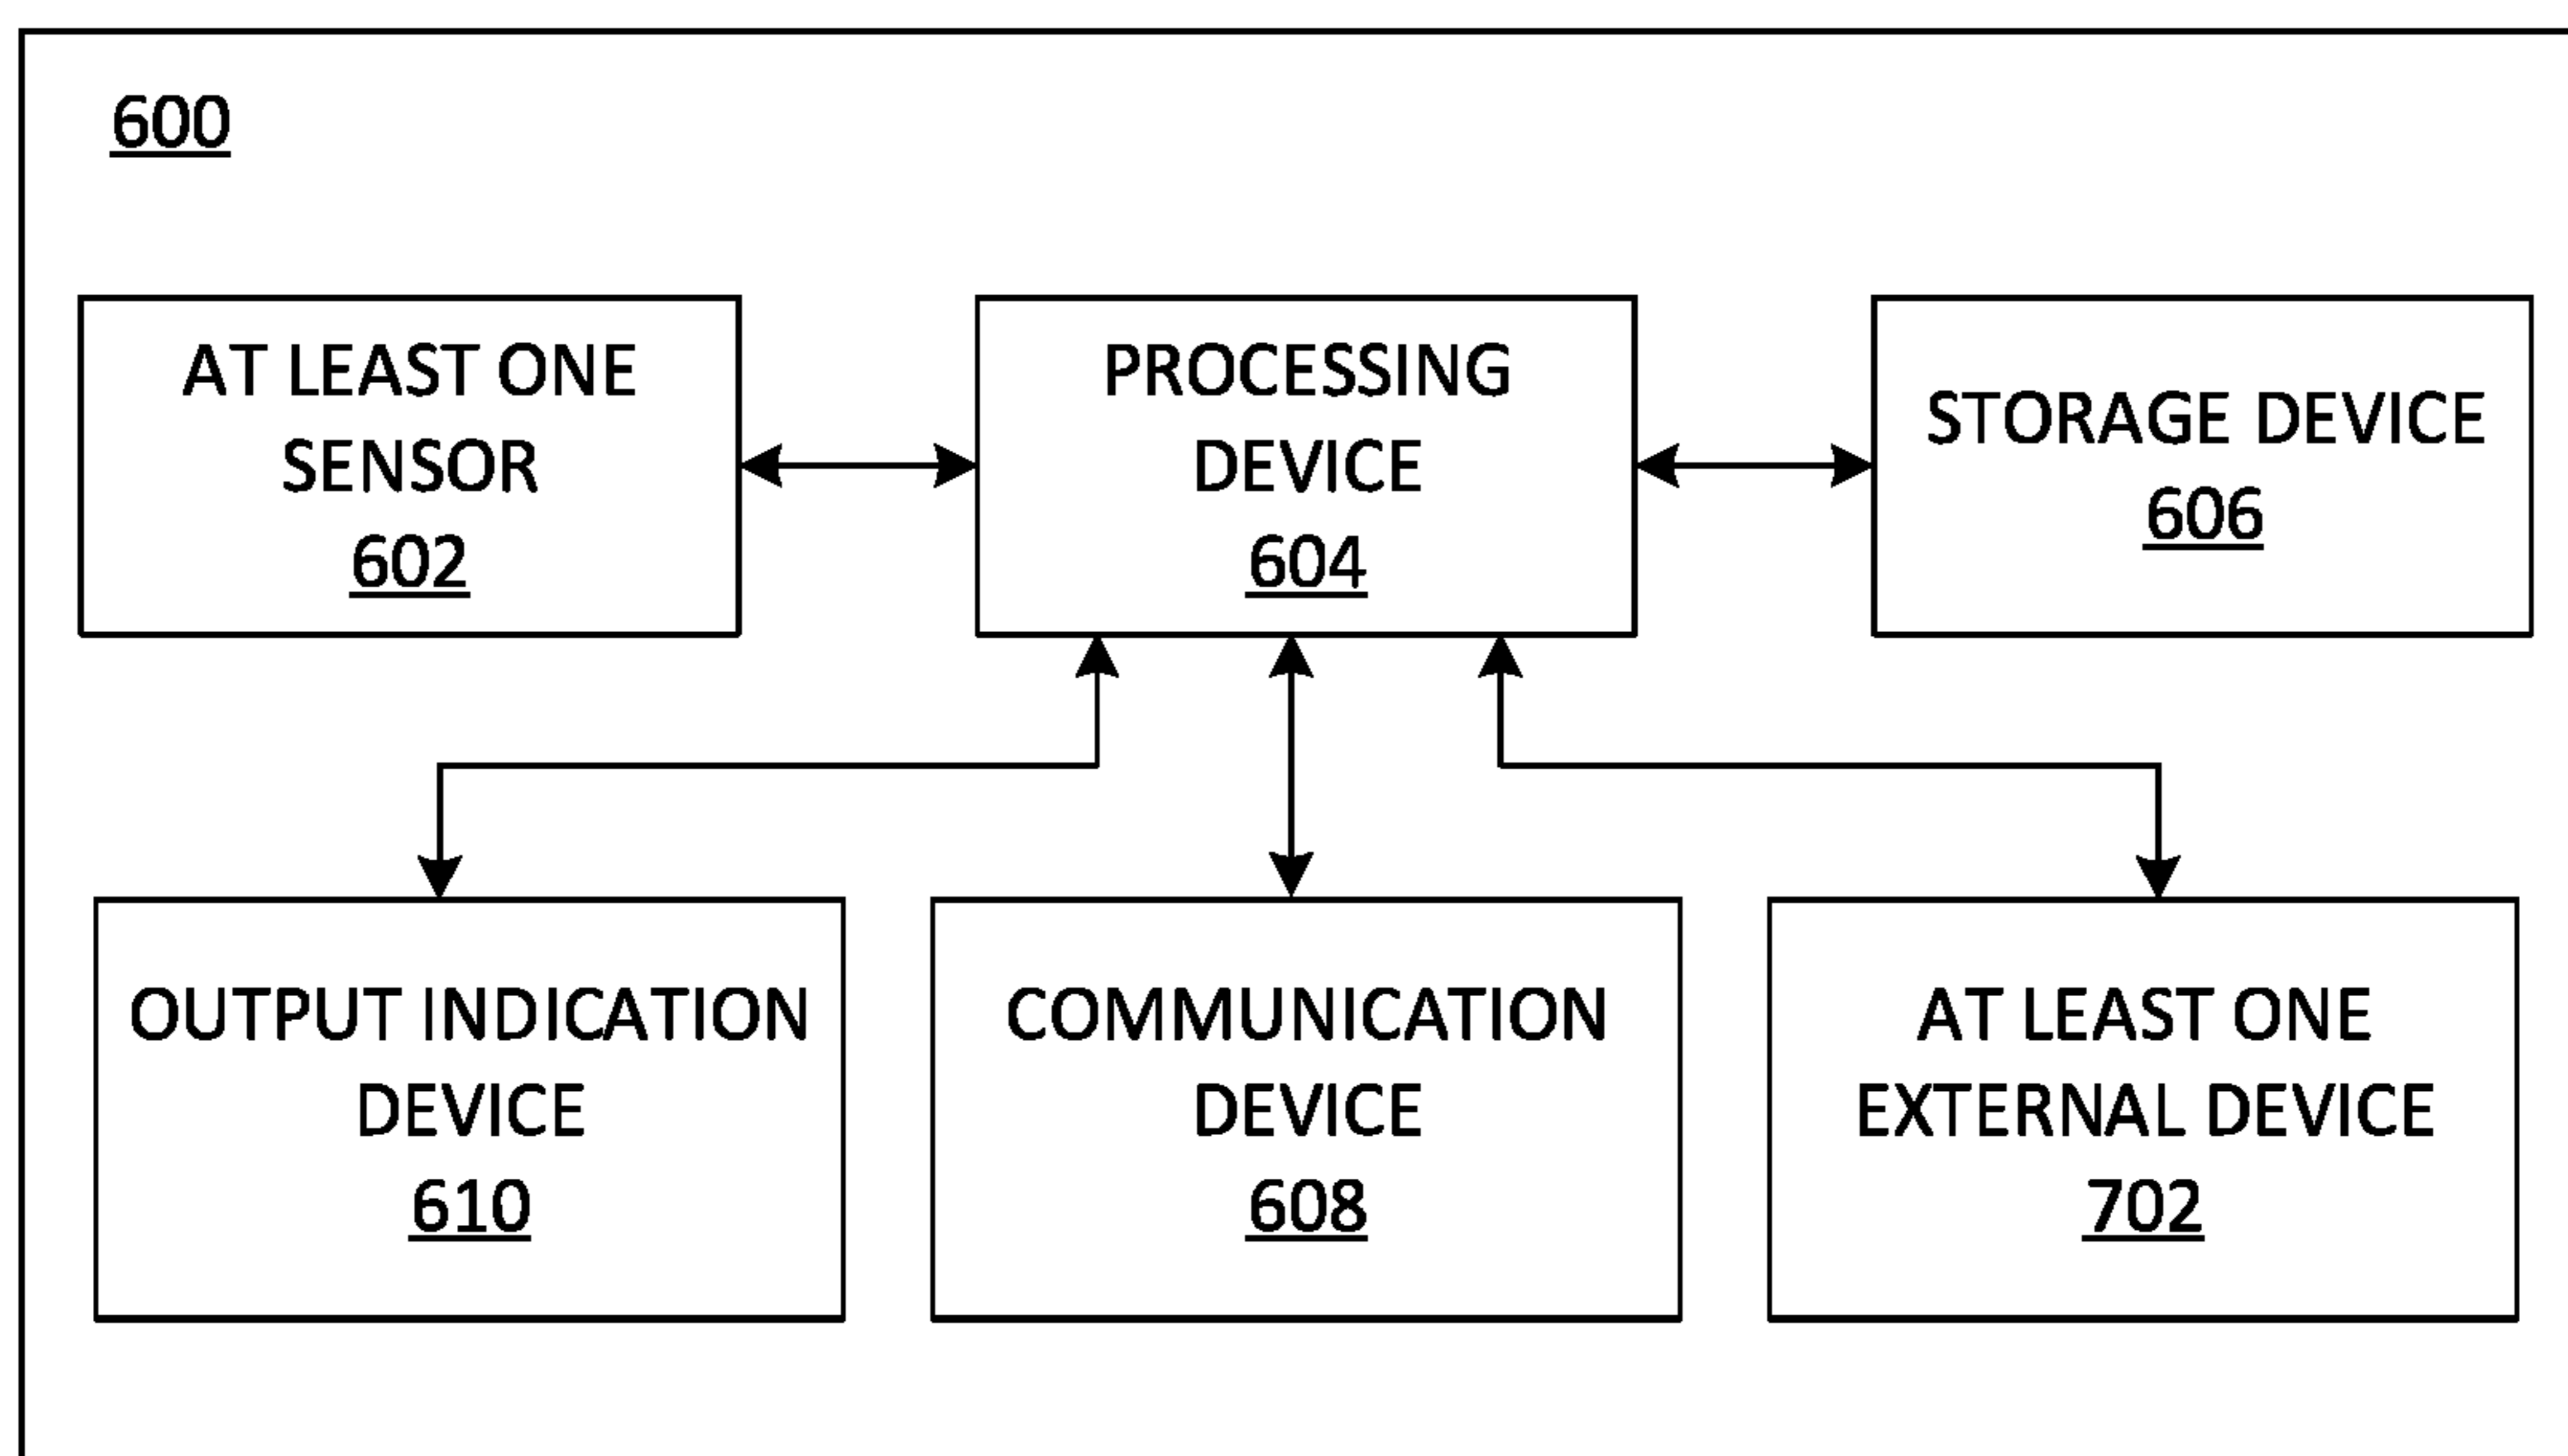 600
AT LEAST ONE
SENSOR
602
PROCESSING
DEVICE
604
STORAGE DEVICE
606
OUTPUT INDICATION
DEVICE
610
COMMUNICATION
DEVICE
608
AT LEAST ONE
EXTERNAL DEVICE
702